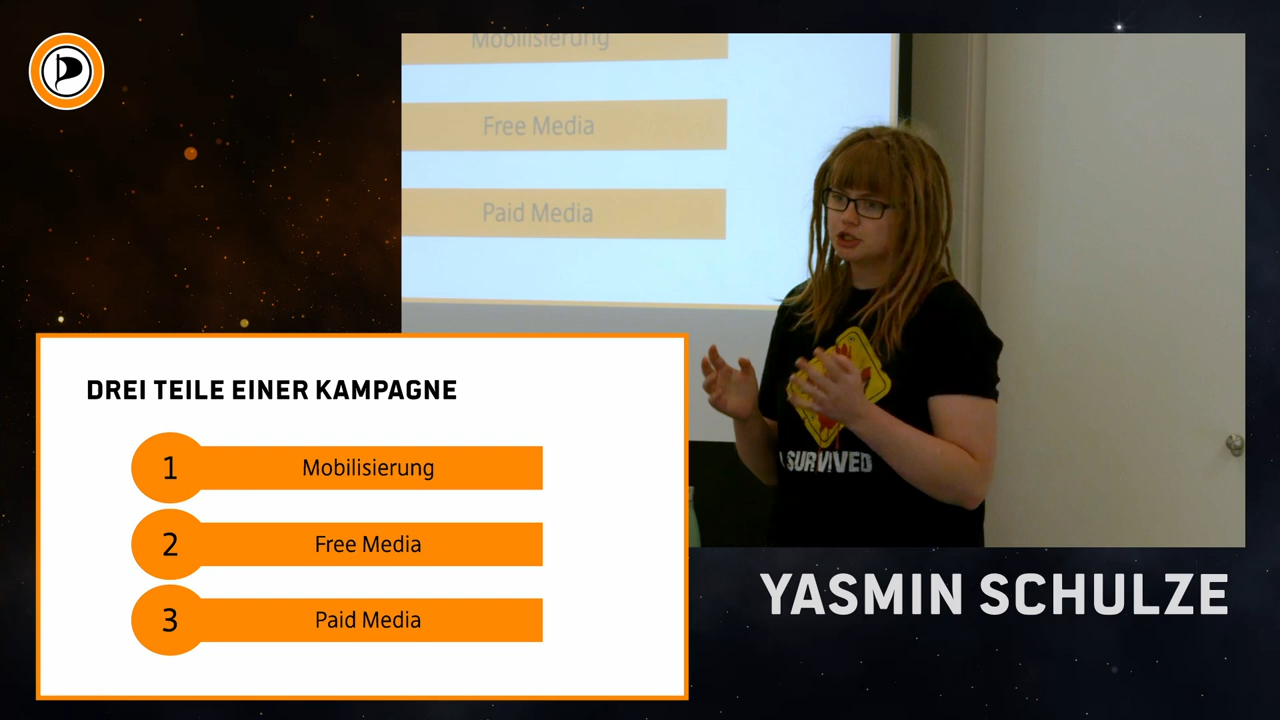 Mobilisierung
Free Media
Paid Media
DREI TEILE EINER KAMPAGNE
1 Mobilisierung
2 Free Media
3 Paid Media
I SURVIVED
YASMIN SCHULZE